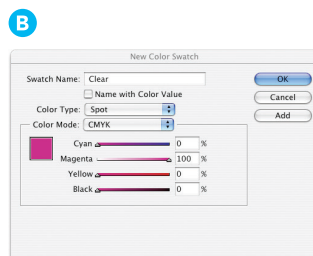 B
New Color Swatch
Swatch Name: Clear
Name with Color Value
Color Type: Spot
Color Mode: CMYK
Cyan 0 %
Magenta 100 %
Yellow 0 %
Black 0 %
OK
Cancel
Add